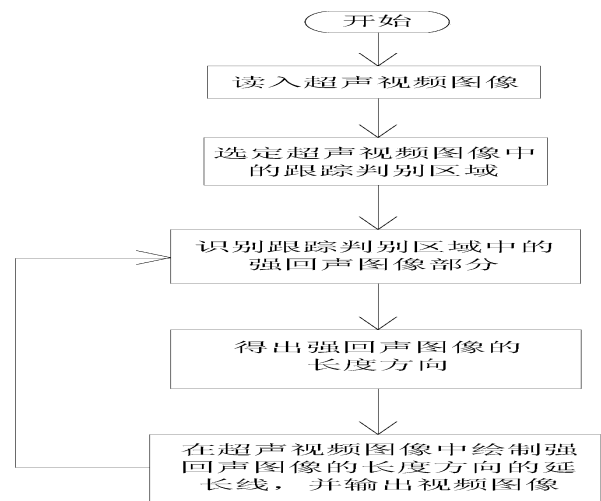 开始
读入超声视频图像
选定超声视频图像中
的跟踪判别区域
识别跟踪判别区域中的
强回声图像部分
得出强回声图像的
长度方向
在超声视频图像中绘制强
回声图像的长度方向的延
长线，并输出视频图像